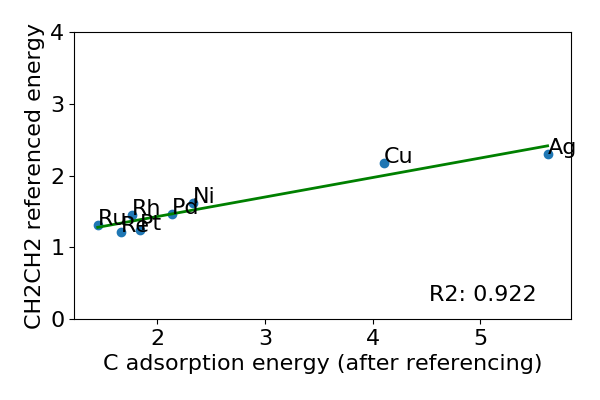 4
3
2
1
0
CH2CH2 referenced energy
Ag
Cu
Ni
Rh
Pd
Ru
Re
Pt
R2: 0.922
2
3
4
5
C adsorption energy (after referencing)